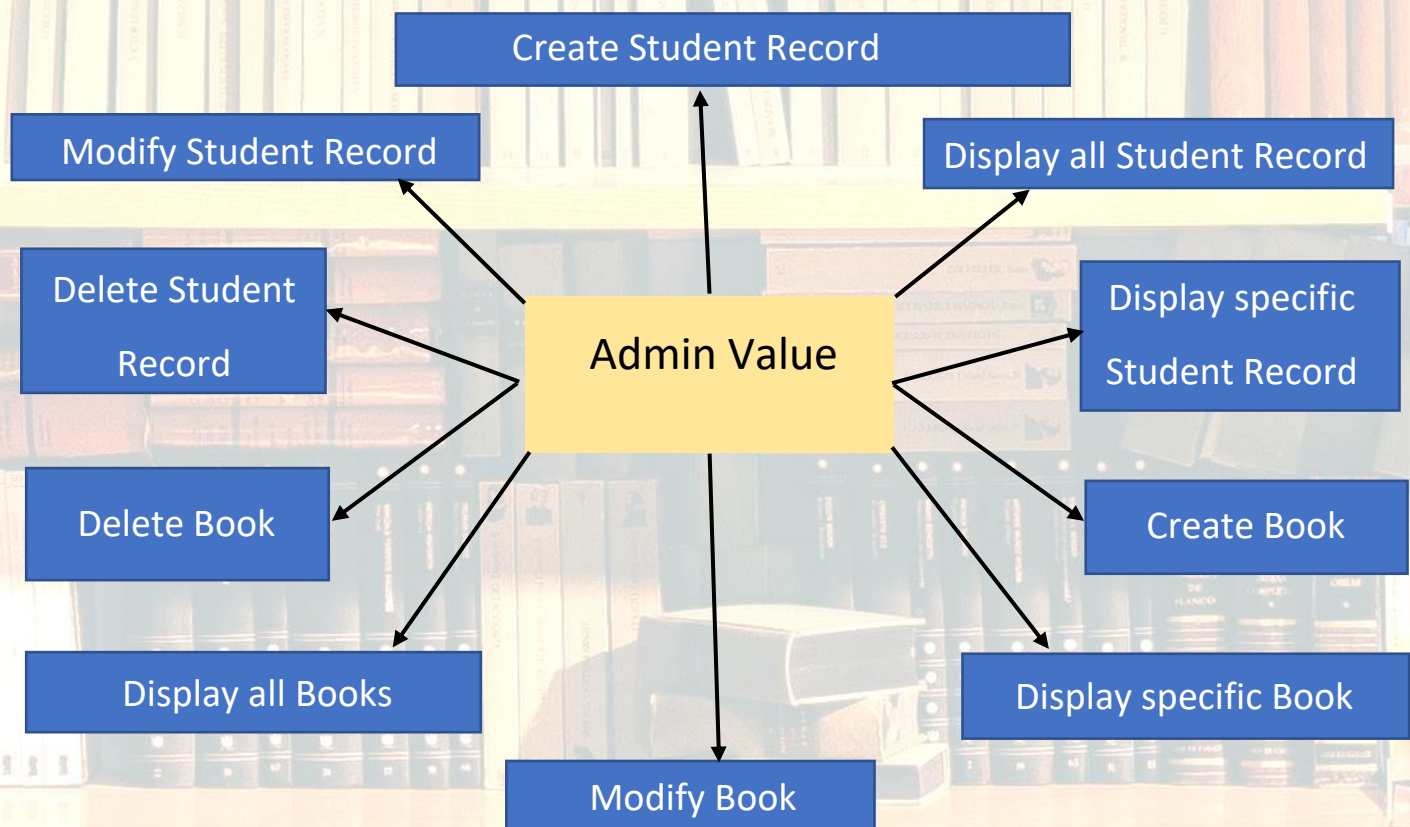 Create Student Record
Modify Student Record
Display all Student Record
Delete Student
Record
Admin Value
Display specific
Student Record
Delete Book
Create Book
Display all Books
Display specific Book
Modify Book